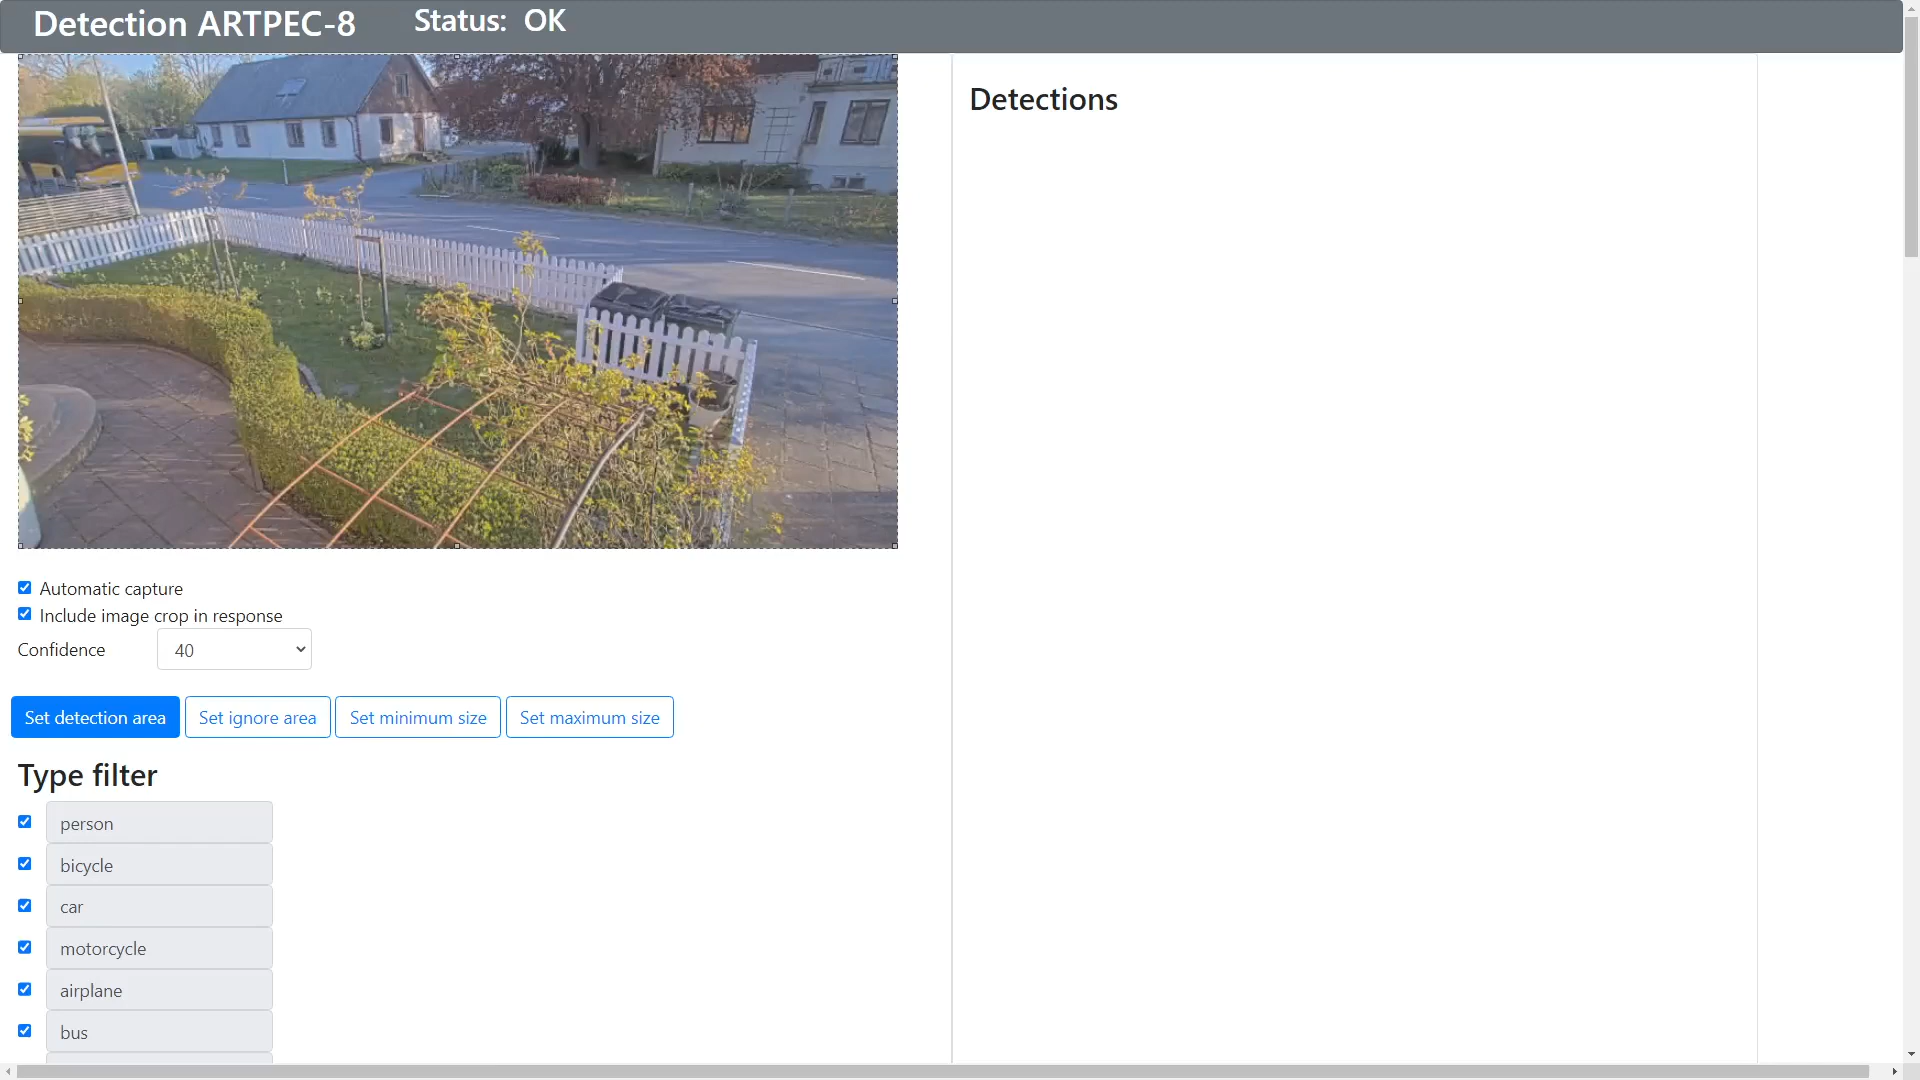 Detection ARTPEC-8
Status: OK
Detections
Automatic capture
Include image crop in response
Confidence
40
Set detection area
Set ignore area
Set minimum size
Set maximum size
Type filter
person
bicycle
car
motorcycle
airplane
bus